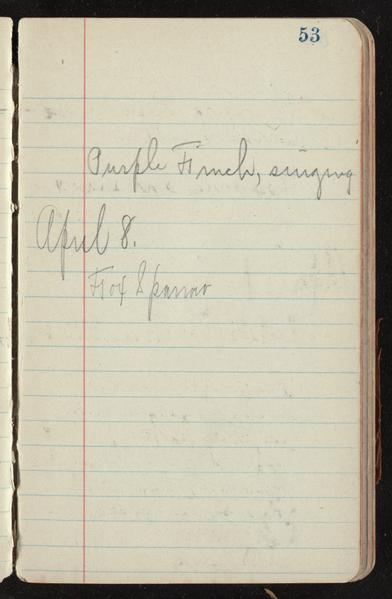 53
Purple Finch, singing
April 8.
Fox Sparrow